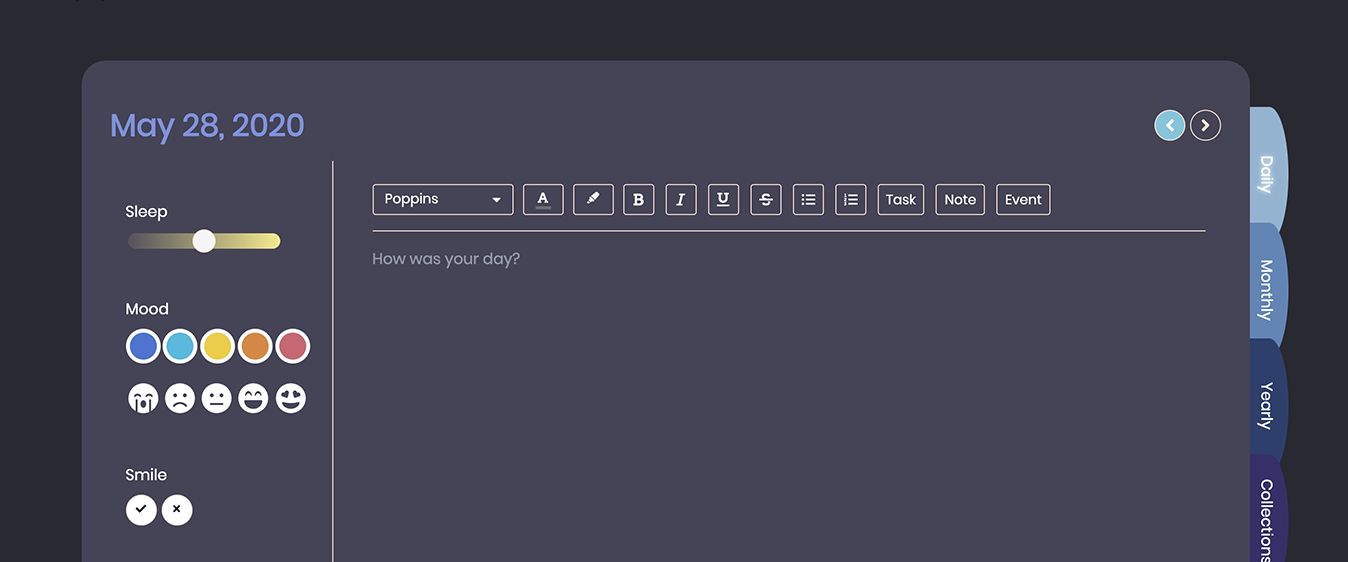 May 28, 2020
Sleep
Mood
Smile
Poppins A B I U S Task Note Event
How was your day?
Daily
Monthly
Yearly
Collections